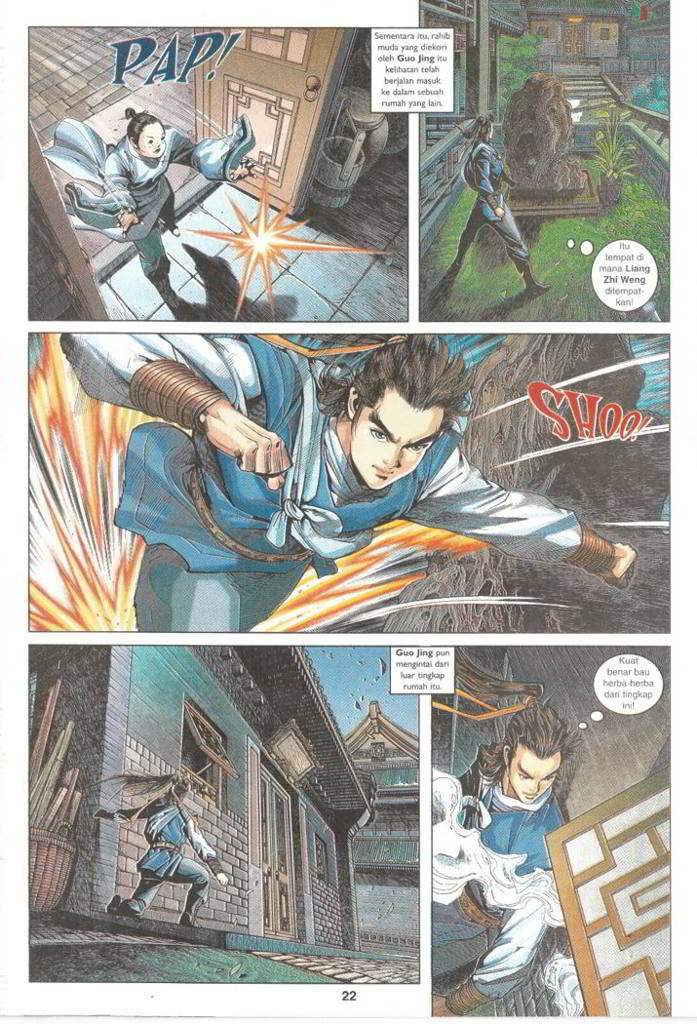 PAP!
Sementara itu, rahib
muda yang diekori
oleh Guo Jing itu
kelihatan telah
berjalan masuk
ke dalam sebuah
rumah yang lain.
Itu
tempat di
mana Liang
Zhi Weng
ditempat-
kan!
SHOO!
Guo Jing pun
mengintai dari
luar tingkap
rumah itu.
Kuat
benar bau
herba-herba
dari tingkap
ini!
22